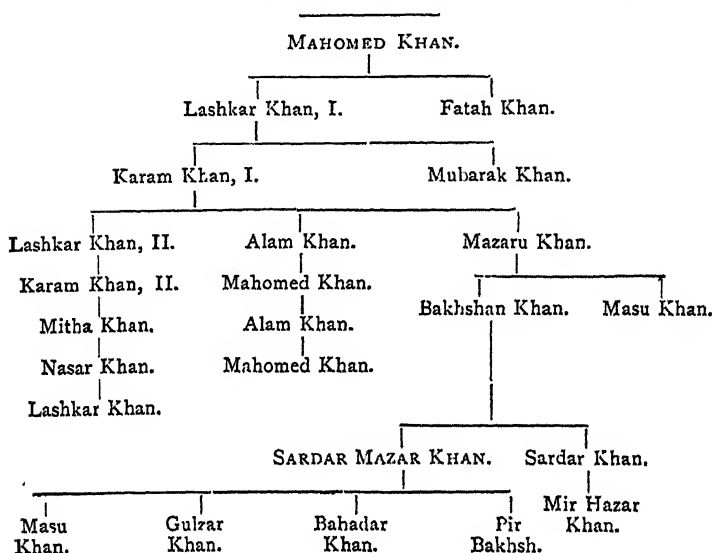 MAHOMED KHAN.
Lashkar Khan, I. Fatah Khan.
Karam Khan, I. Mubarak Khan.
Lashkar Khan, II. Alam Khan. Mazaru Khan.
Karam Khan, II. Mahomed Khan.
Bakhshan Khan. Masu Khan.
Mitha Khan. Alam Khan.
Nasar Khan. Mahomed Khan.
Lashkar Khan.
SARDAR MAZAR KHAN. Sardar Khan.
Masu Gulzar Bahadar Pir Mir Hazar
Khan. Khan. Khan. Bakhsh. Khan.